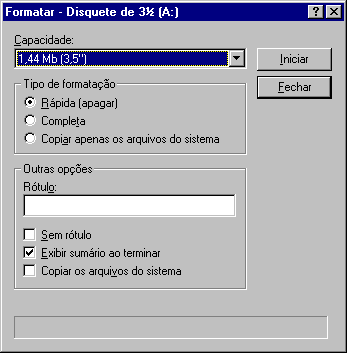 Formatar - Disquete de 3½ (A:)
Capacidade:
1,44 Mb (3,5")
Iniciar
Fechar
Tipo de formatação
Rápida (apagar)
Completa
Copiar apenas os arquivos do sistema
Outras opções
Rótulo:
Sem rótulo
Exibir sumário ao terminar
Copiar os arquivos do sistema